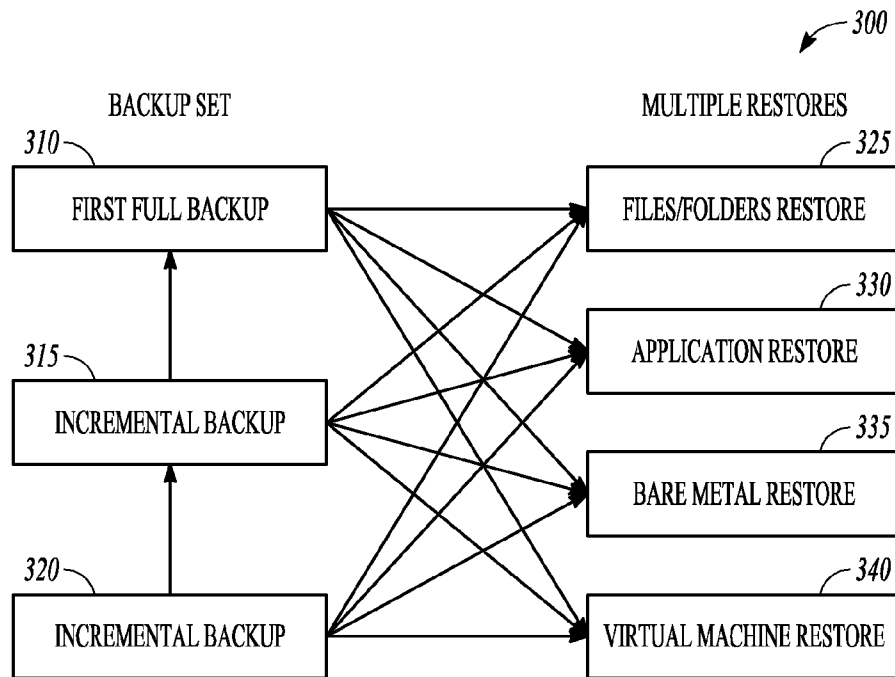 300
BACKUP SET
MULTIPLE RESTORES
310
FIRST FULL BACKUP
325
FILES/FOLDERS RESTORE
330
APPLICATION RESTORE
315
INCREMENTAL BACKUP
335
BARE METAL RESTORE
320
INCREMENTAL BACKUP
340
VIRTUAL MACHINE RESTORE